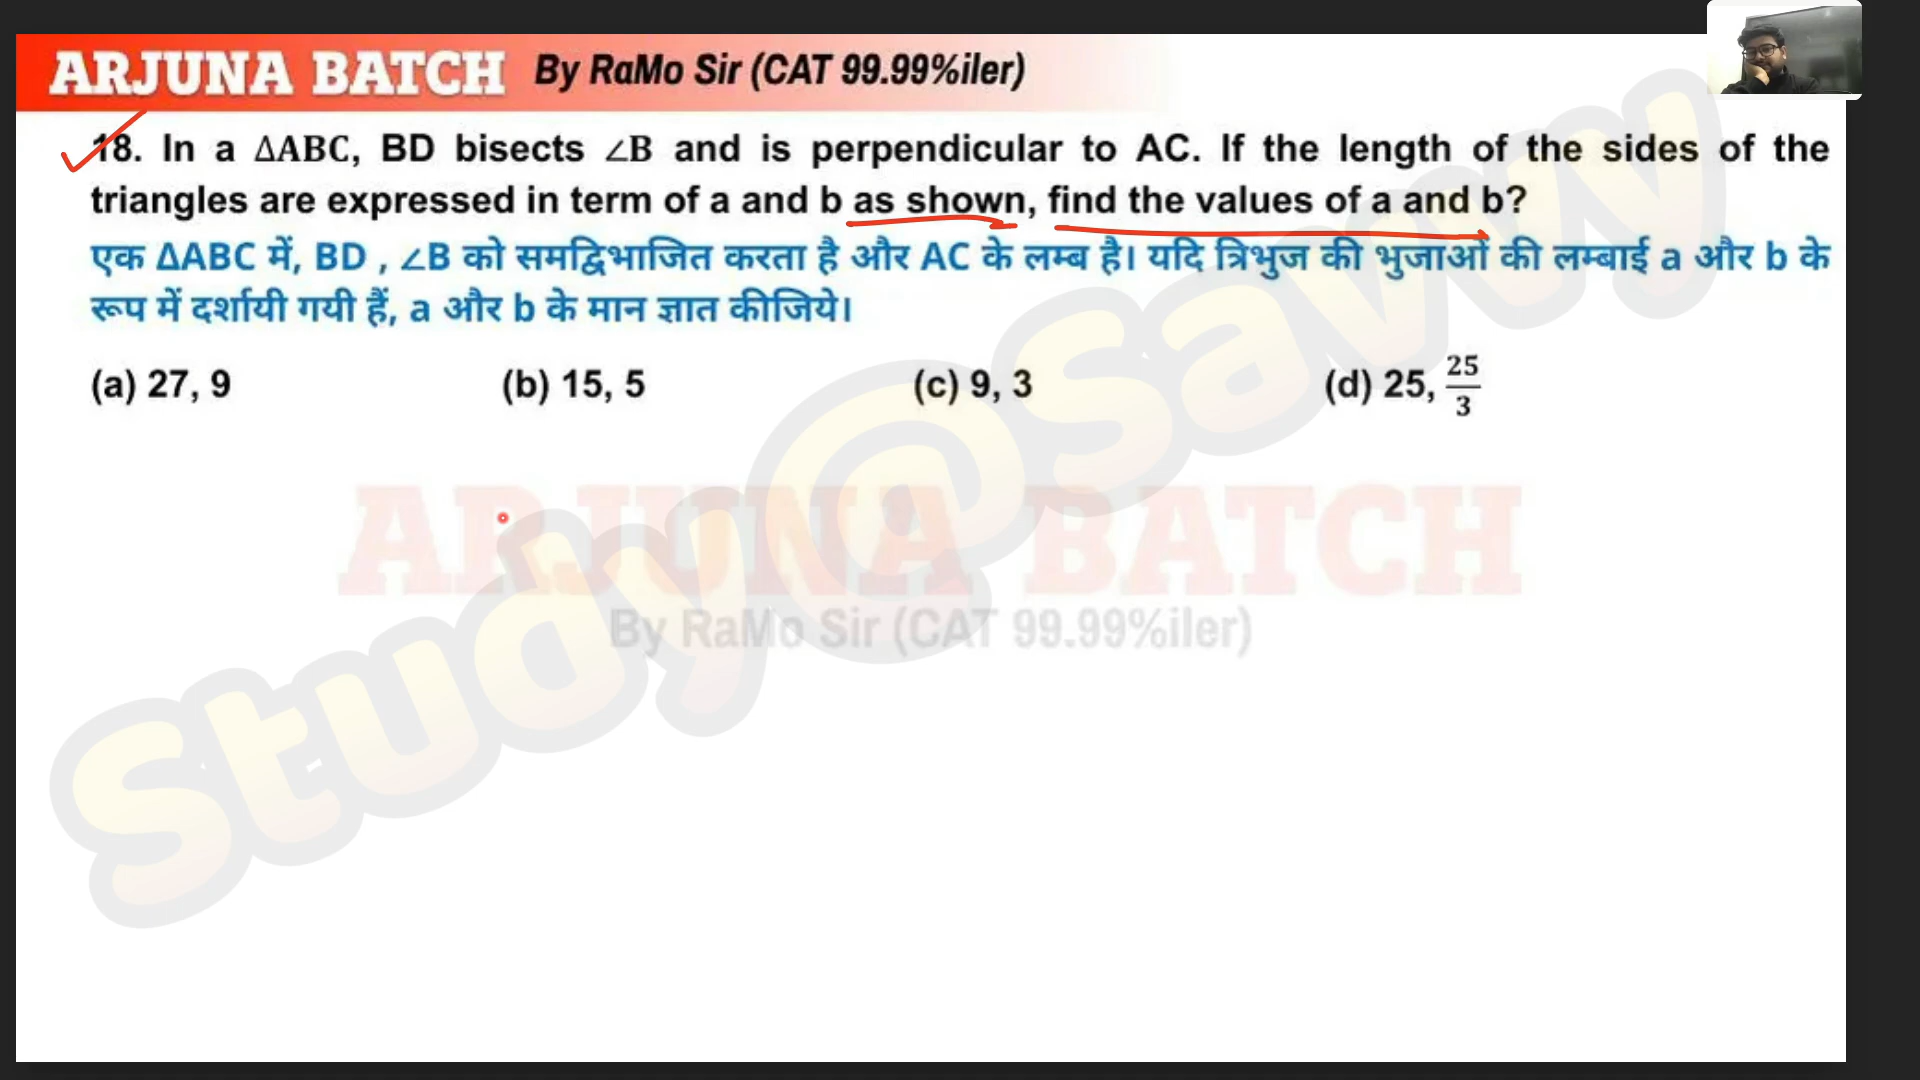 ARJUNA BATCH By RaMo Sir (CAT 99.99%iler)
18. In a ΔABC, BD bisects ∠B and is perpendicular to AC. If the length of the sides of the
triangles are expressed in term of a and b as shown, find the values of a and b?
एक ΔABC में, BD , ∠B को समद्विभाजित करता है और AC के लम्ब है। यदि त्रिभुज की भुजाओं की लम्बाई a और b के
रूप में दर्शायी गयी हैं, a और b के मान ज्ञात कीजिये।
(a) 27, 9 (b) 15, 5 (c) 9, 3 (d) 25, 25/3
ARJUNA BATCH
By RaMo Sir (CAT 99.99%iler)
Study@Savvy